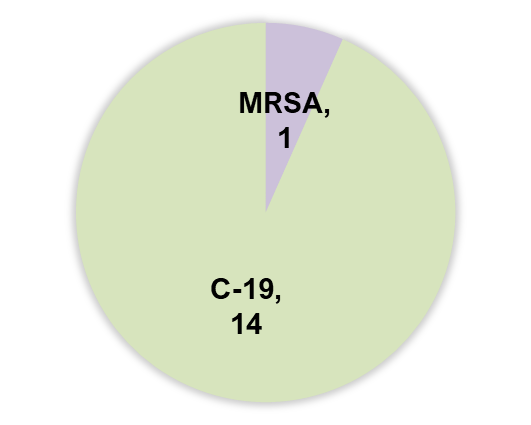 MRSA,
1
C-19,
14